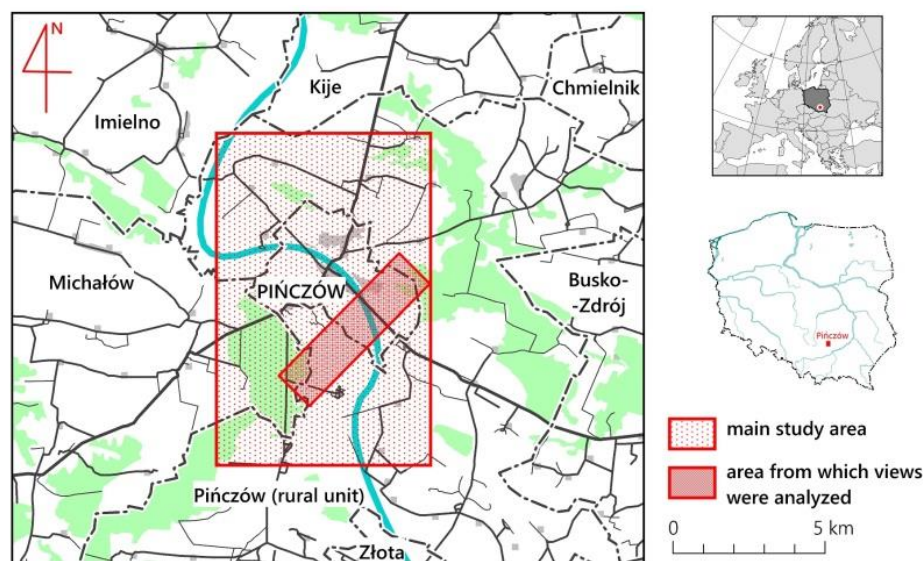 N
Kije
Chmielnik
Imielno
Michałów
PIŃCZÓW
Busko-
-Zdrój
Pińczów (rural unit)
Złota
Pińczów
main study area
area from which views
were analyzed
0
5 km